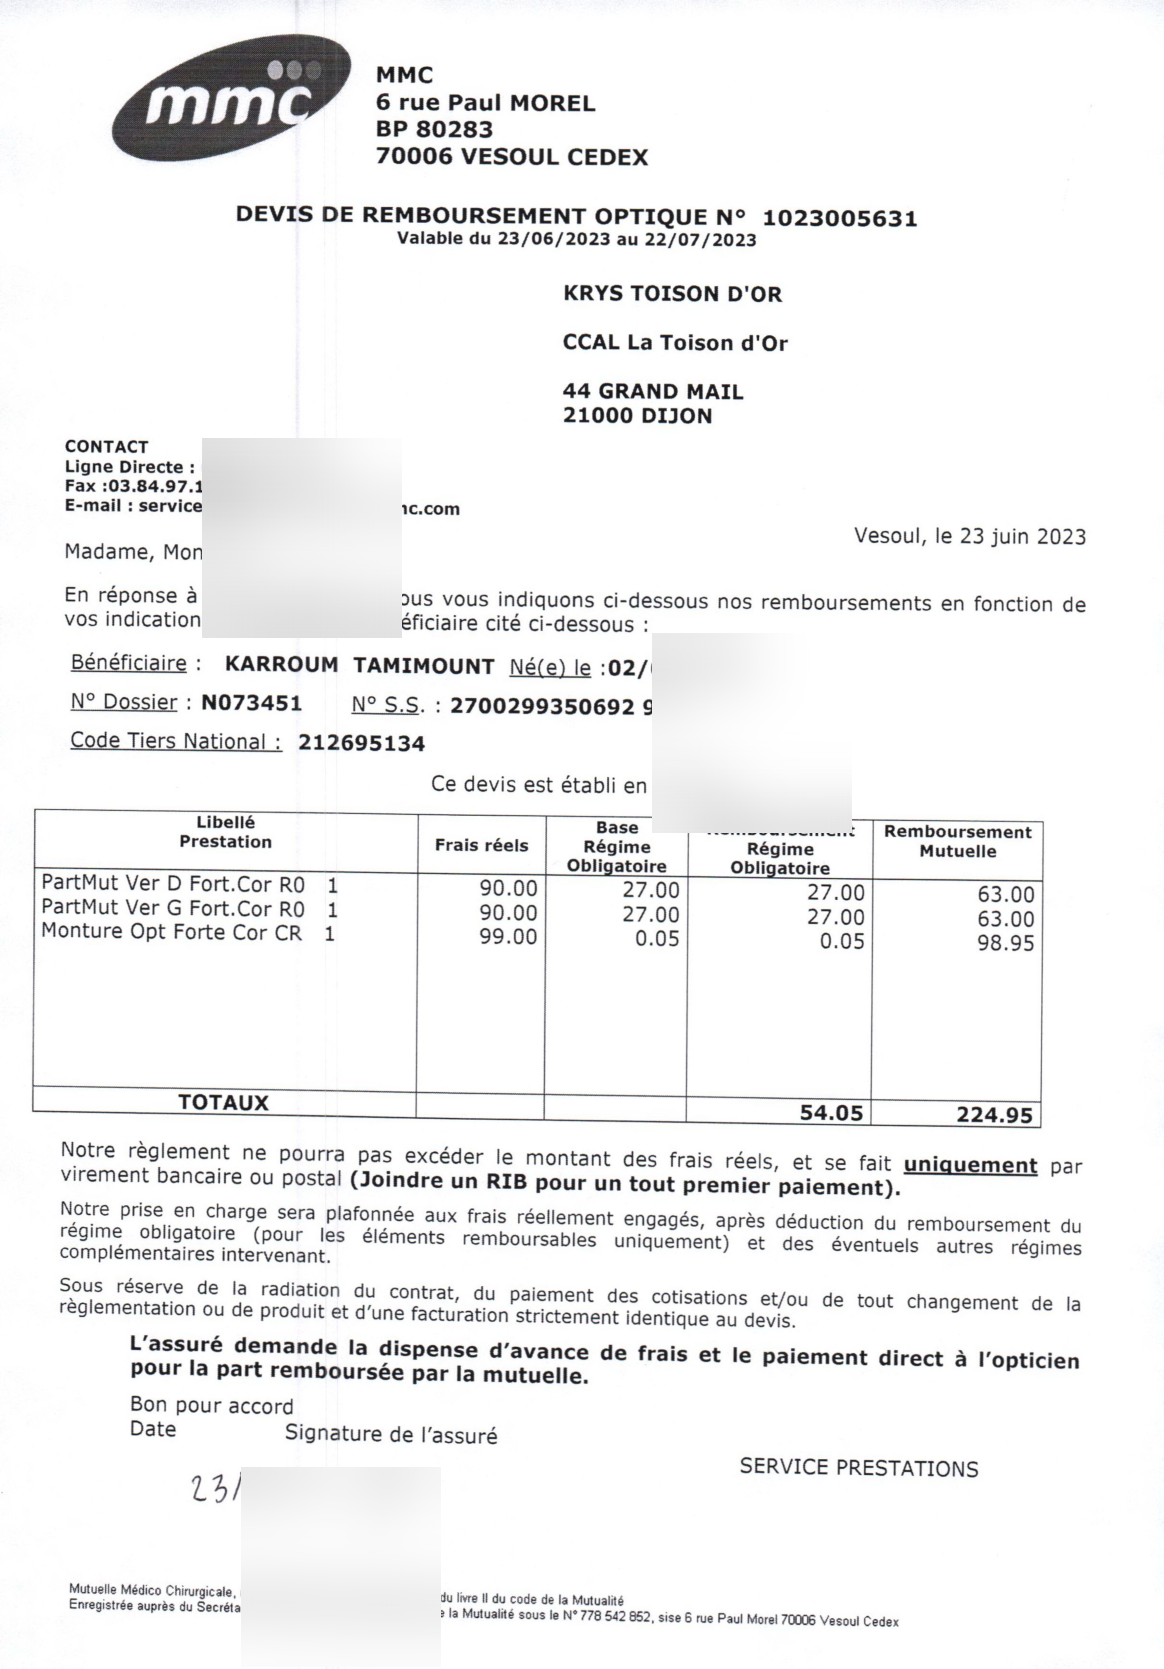 mmc
MMC
6 rue Paul MOREL
BP 80283
70006 VESOUL CEDEX
DEVIS DE REMBOURSEMENT OPTIQUE N° 1023005631
Valable du 23/06/2023 au 22/07/2023
KRYS TOISON D'OR
CCAL La Toison d'Or
44 GRAND MAIL
21000 DIJON
CONTACT
Ligne Directe :
Fax :03.84.97.1
E-mail : service nc.com
Vesoul, le 23 juin 2023
Madame, Mon
En réponse à ous vous indiquons ci-dessous nos remboursements en fonction de
vos indication éficiaire cité ci-dessous :
Bénéficiaire : KARROUM TAMIMOUNT Né(e) le :02/
N° Dossier : N073451 N° S.S. : 2700299350692 9
Code Tiers National : 212695134
Ce devis est établi en
Libellé Prestation Frais réels Base Régime Obligatoire Remboursement Régime Obligatoire Remboursement Mutuelle
PartMut Ver D Fort.Cor R0 1 90.00 27.00 27.00 63.00
PartMut Ver G Fort.Cor R0 1 90.00 27.00 27.00 63.00
Monture Opt Forte Cor CR 1 99.00 0.05 0.05 98.95
TOTAUX 54.05 224.95
Notre règlement ne pourra pas excéder le montant des frais réels, et se fait uniquement par
virement bancaire ou postal (Joindre un RIB pour un tout premier paiement).
Notre prise en charge sera plafonnée aux frais réellement engagés, après déduction du remboursement du
régime obligatoire (pour les éléments remboursables uniquement) et des éventuels autres régimes
complémentaires intervenant.
Sous réserve de la radiation du contrat, du paiement des cotisations et/ou de tout changement de la
règlementation ou de produit et d'une facturation strictement identique au devis.
L'assuré demande la dispense d'avance de frais et le paiement direct à l'opticien
pour la part remboursée par la mutuelle.
Bon pour accord
Date Signature de l'assuré
SERVICE PRESTATIONS
23/
Mutuelle Médico Chirurgicale, du livre II du code de la Mutualité
Enregistrée auprès du Secréta e la Mutualité sous le N° 778 542 852, sise 6 rue Paul Morel 70006 Vesoul Cedex